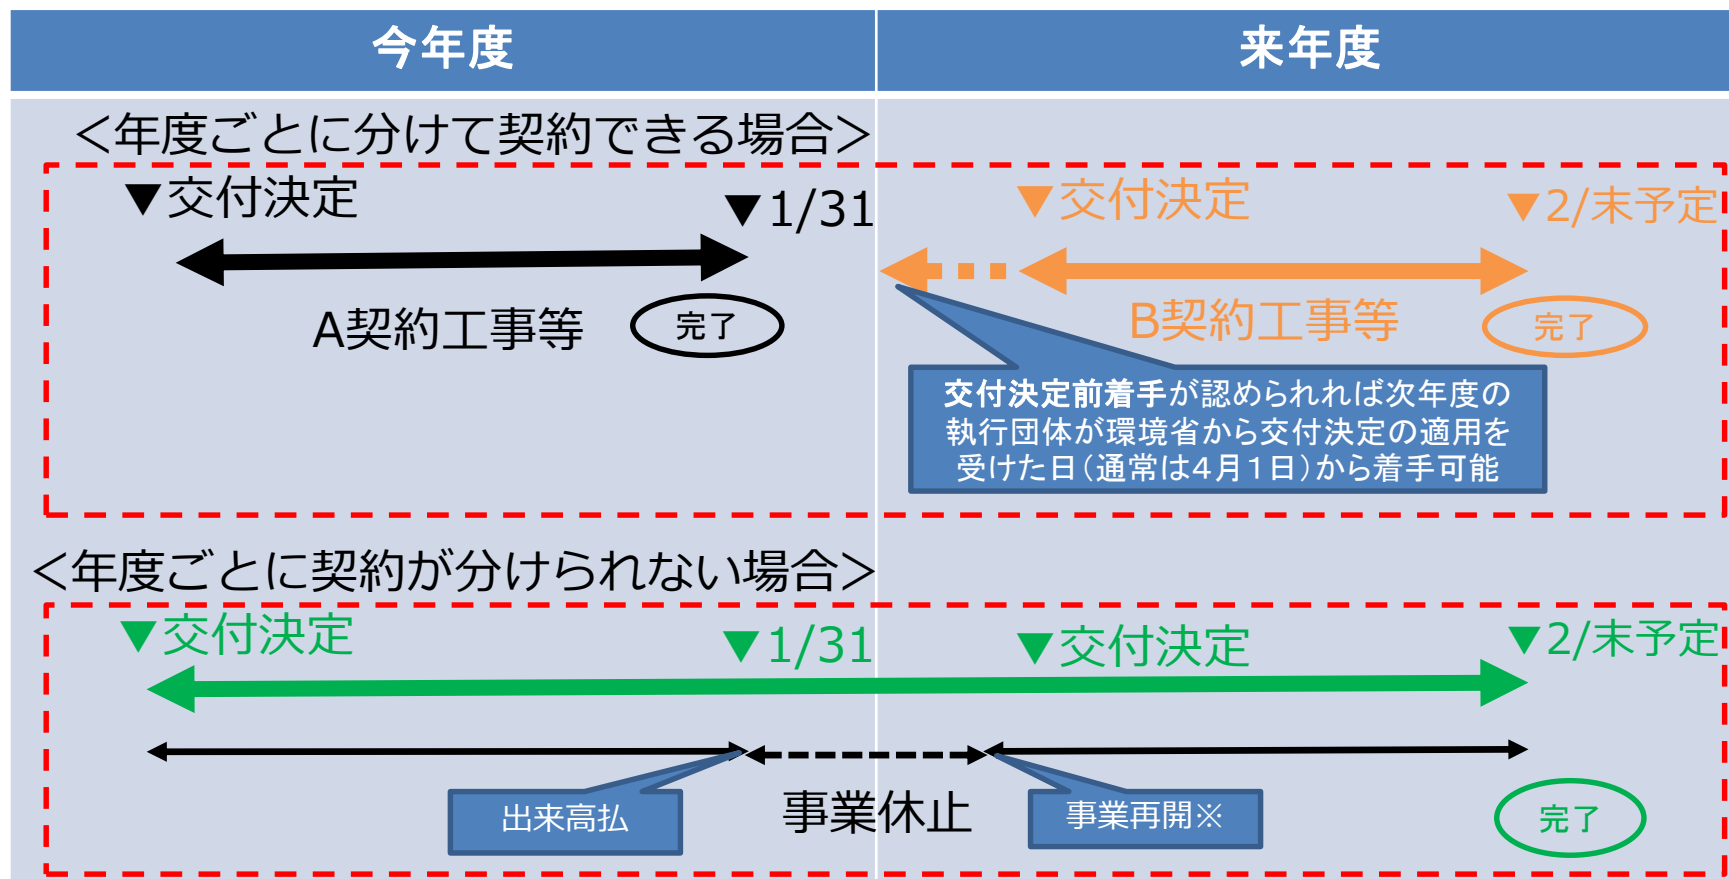 今年度
来年度
＜年度ごとに分けて契約できる場合＞
▼交付決定
▼1/31
▼交付決定
▼2/末予定
A契約工事等
完了
B契約工事等
完了
交付決定前着手が認められれば次年度の
執行団体が環境省から交付決定の適用を
受けた日（通常は４月１日）から着手可能
＜年度ごとに契約が分けられない場合＞
▼交付決定
▼1/31
▼交付決定
▼2/末予定
出来高払
事業休止
事業再開※
完了